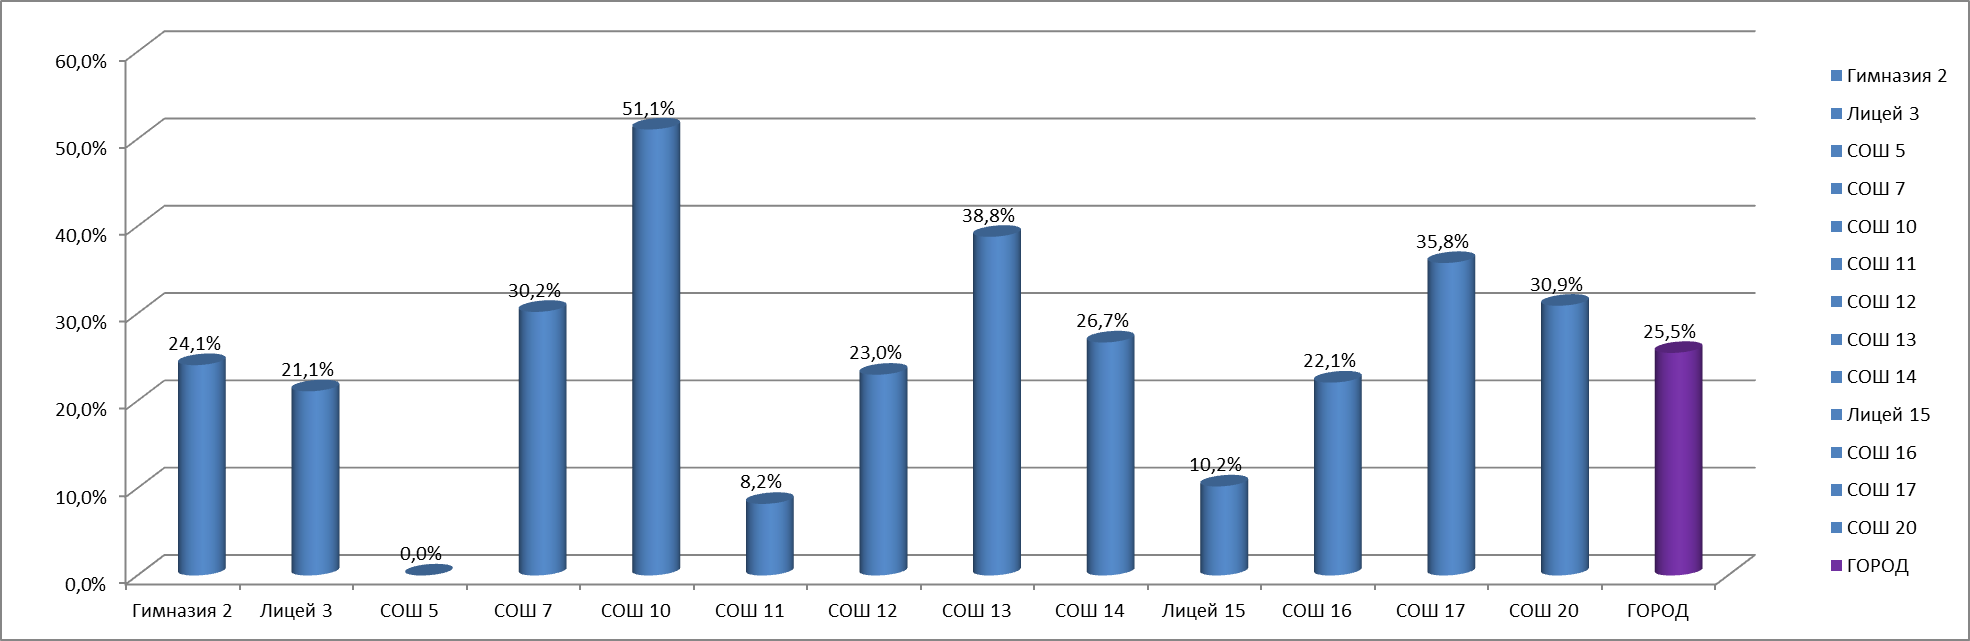 60,0%
50,0%
40,0%
30,0%
20,0%
10,0%
0,0%
24,1%
21,1%
0,0%
30,2%
51,1%
8,2%
23,0%
38,8%
26,7%
10,2%
22,1%
35,8%
30,9%
25,5%
Гимназия 2
Лицей 3
СОШ 5
СОШ 7
СОШ 10
СОШ 11
СОШ 12
СОШ 13
СОШ 14
Лицей 15
СОШ 16
СОШ 17
СОШ 20
ГОРОД
Гимназия 2
Лицей 3
СОШ 5
СОШ 7
СОШ 10
СОШ 11
СОШ 12
СОШ 13
СОШ 14
Лицей 15
СОШ 16
СОШ 17
СОШ 20
ГОРОД